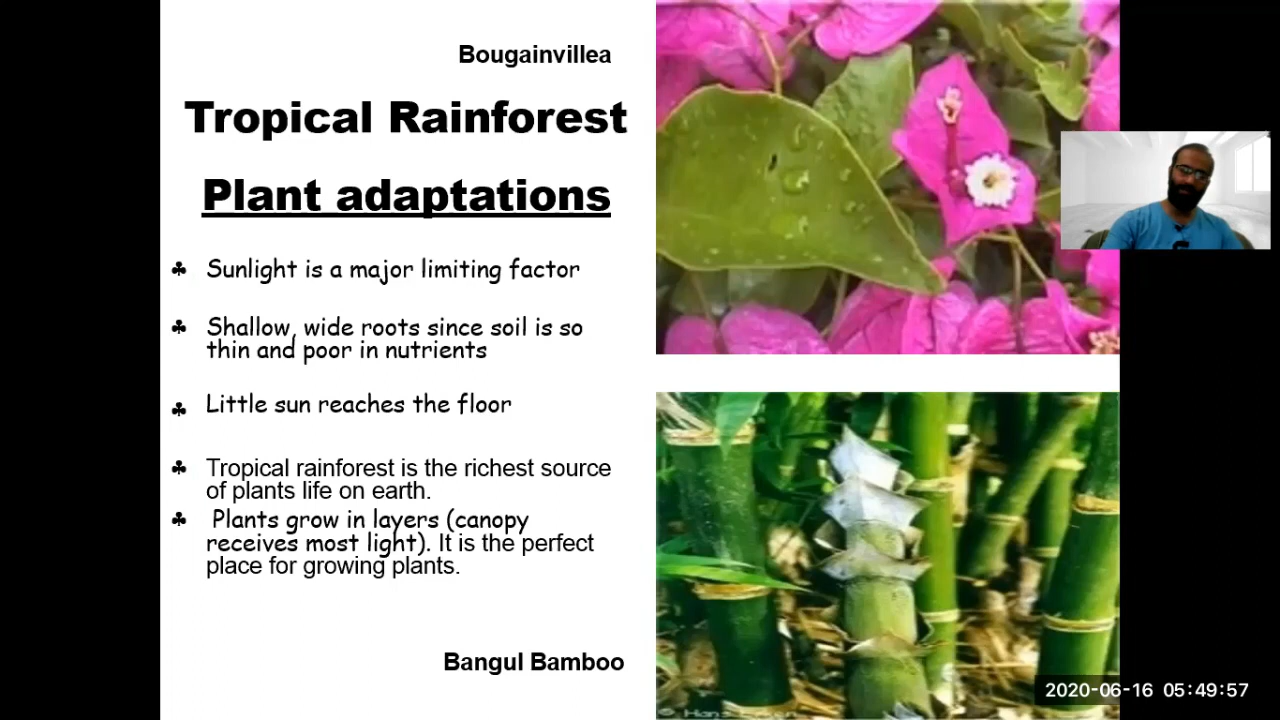 Bougainvillea
Tropical Rainforest
Plant adaptations
♣ Sunlight is a major limiting factor
♣ Shallow, wide roots since soil is so
thin and poor in nutrients
♣ Little sun reaches the floor
♣ Tropical rainforest is the richest source
of plants life on earth.
♣ Plants grow in layers (canopy
receives most light). It is the perfect
place for growing plants.
Bangul Bamboo
2020-06-16 05:49:57